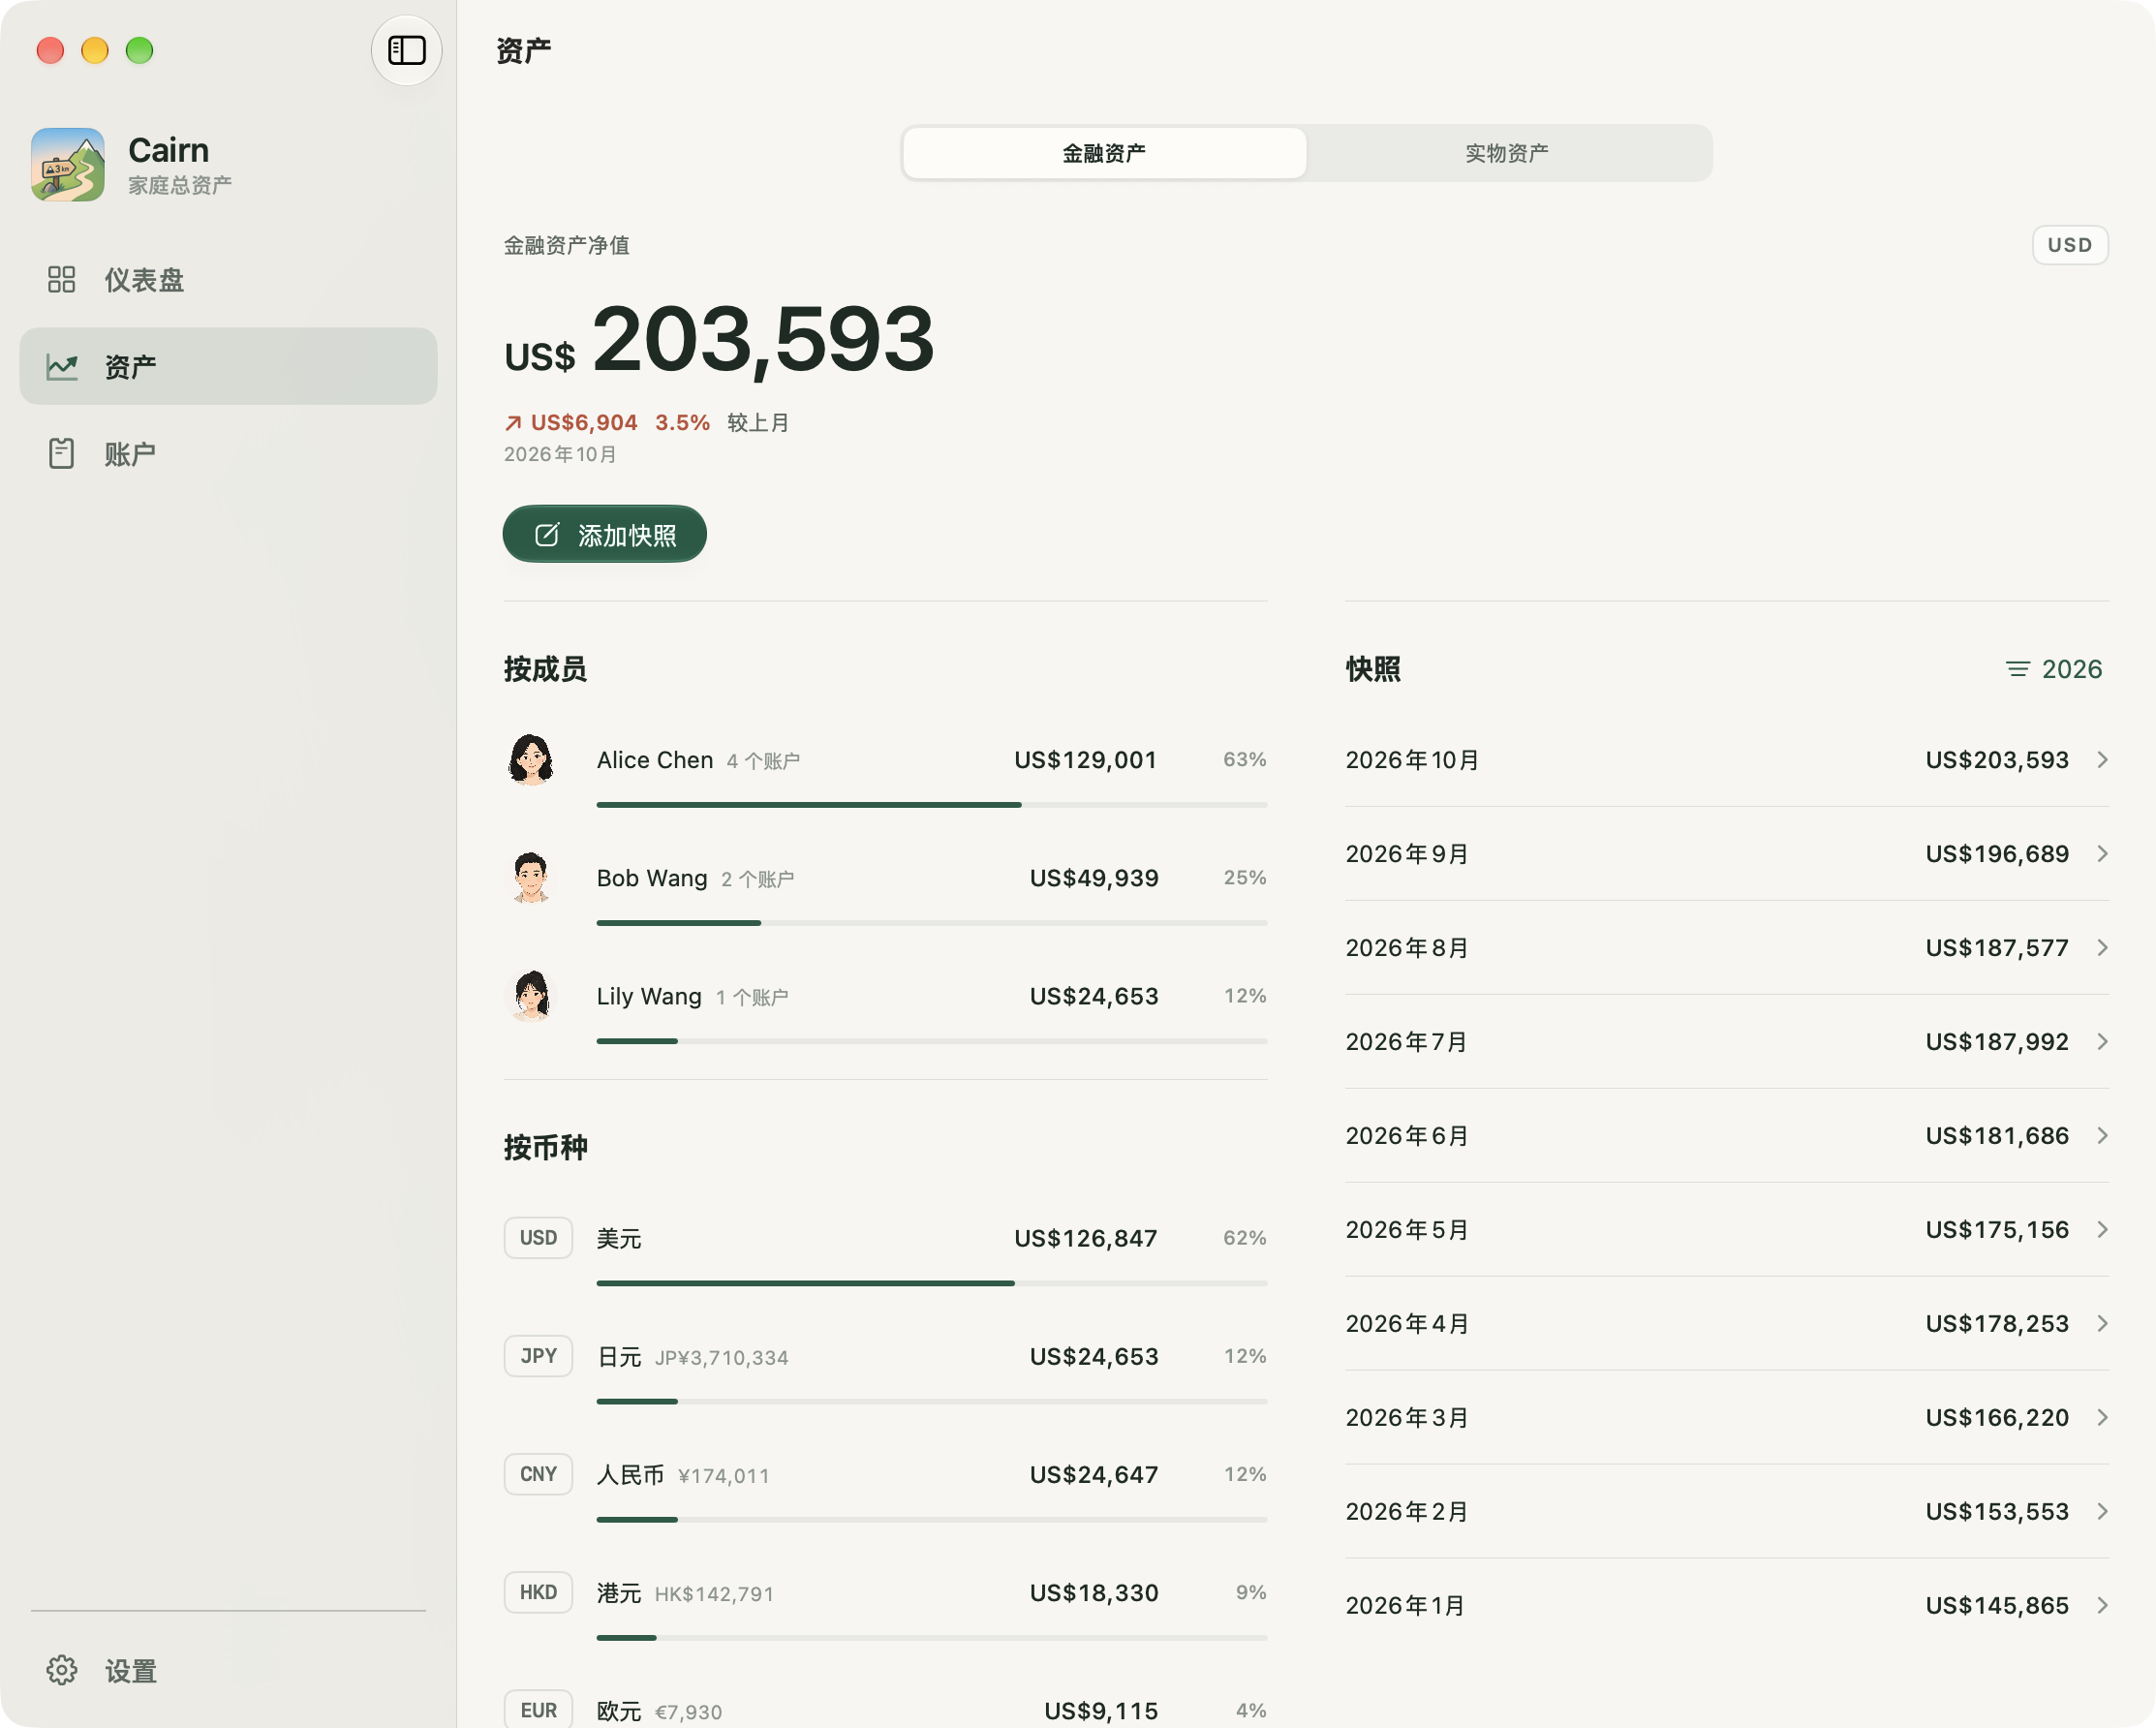 资产
Cairn
家庭总资产
仪表盘
资产
账户
设置
金融资产
实物资产
金融资产净值
USD
US$ 203,593
US$6,904 3.5% 较上月
2026年10月
添加快照
按成员
Alice Chen 4 个账户 US$129,001 63%
Bob Wang 2 个账户 US$49,939 25%
Lily Wang 1 个账户 US$24,653 12%
按币种
USD 美元 US$126,847 62%
JPY 日元 JP¥3,710,334 US$24,653 12%
CNY 人民币 ¥174,011 US$24,647 12%
HKD 港元 HK$142,791 US$18,330 9%
EUR 欧元 €7,930 US$9,115 4%
快照
2026
2026年10月 US$203,593
2026年9月 US$196,689
2026年8月 US$187,577
2026年7月 US$187,992
2026年6月 US$181,686
2026年5月 US$175,156
2026年4月 US$178,253
2026年3月 US$166,220
2026年2月 US$153,553
2026年1月 US$145,865